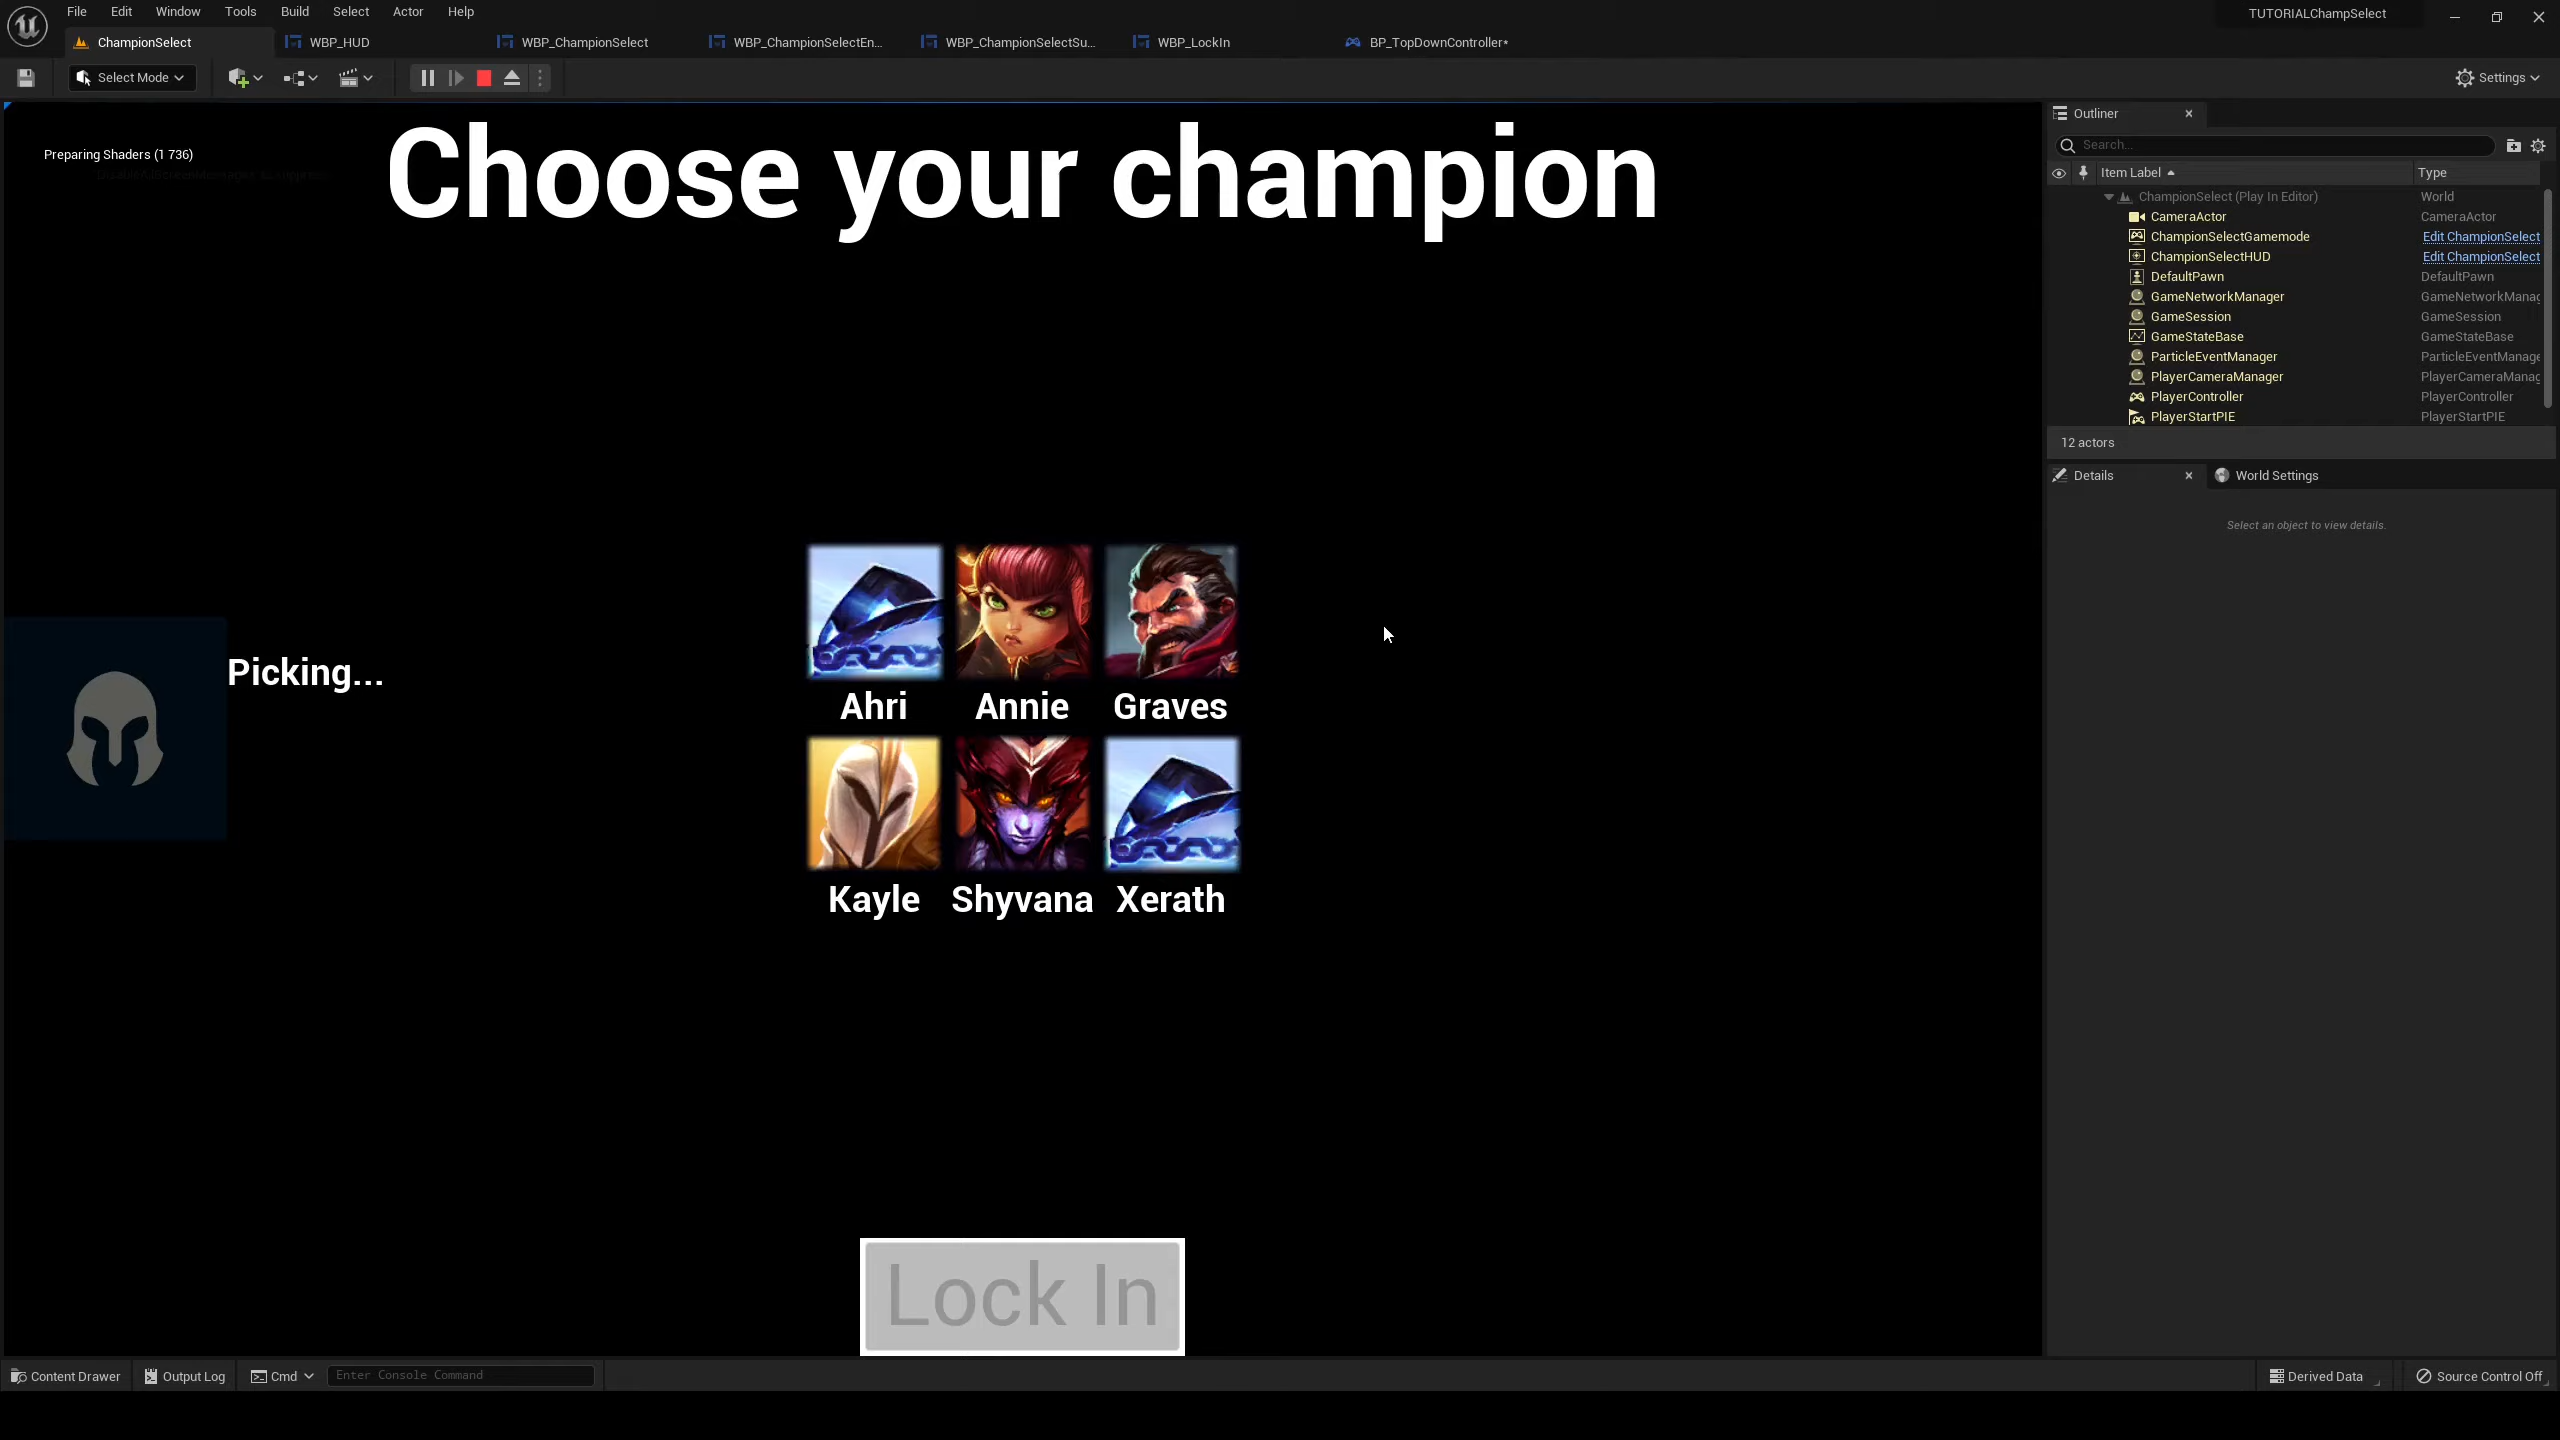 File Edit Window Tools Build Select Actor Help
TUTORIALChampSelect
ChampionSelect WBP_HUD WBP_ChampionSelect WBP_ChampionSelectEn... WBP_ChampionSelectSu... WBP_LockIn BP_TopDownController*
Select Mode
Settings
Preparing Shaders (1 736)
Choose your champion
Picking...
Ahri Annie Graves
Kayle Shyvana Xerath
Lock In
Outliner
Search...
Item Label Type
ChampionSelect (Play In Editor) World
CameraActor CameraActor
ChampionSelectGamemode Edit ChampionSelect
ChampionSelectHUD Edit ChampionSelect
DefaultPawn DefaultPawn
GameNetworkManager GameNetworkManag
GameSession GameSession
GameStateBase GameStateBase
ParticleEventManager ParticleEventManage
PlayerCameraManager PlayerCameraManag
PlayerController PlayerController
PlayerStartPIE PlayerStartPIE
12 actors
Details World Settings
Select an object to view details.
Content Drawer Output Log Cmd Enter Console Command
Derived Data Source Control Off